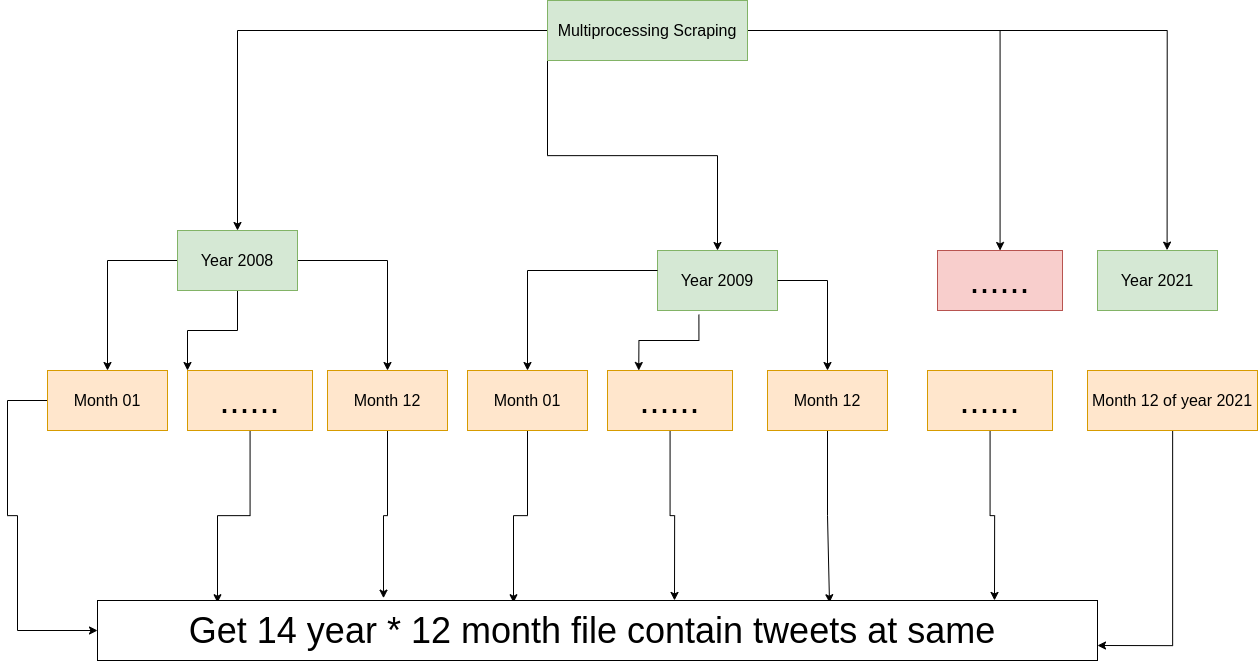 Multiprocessing Scraping
Year 2008
Year 2009
......
Year 2021
Month 01
......
Month 12
Month 01
......
Month 12
......
Month 12 of year 2021
Get 14 year * 12 month file contain tweets at same